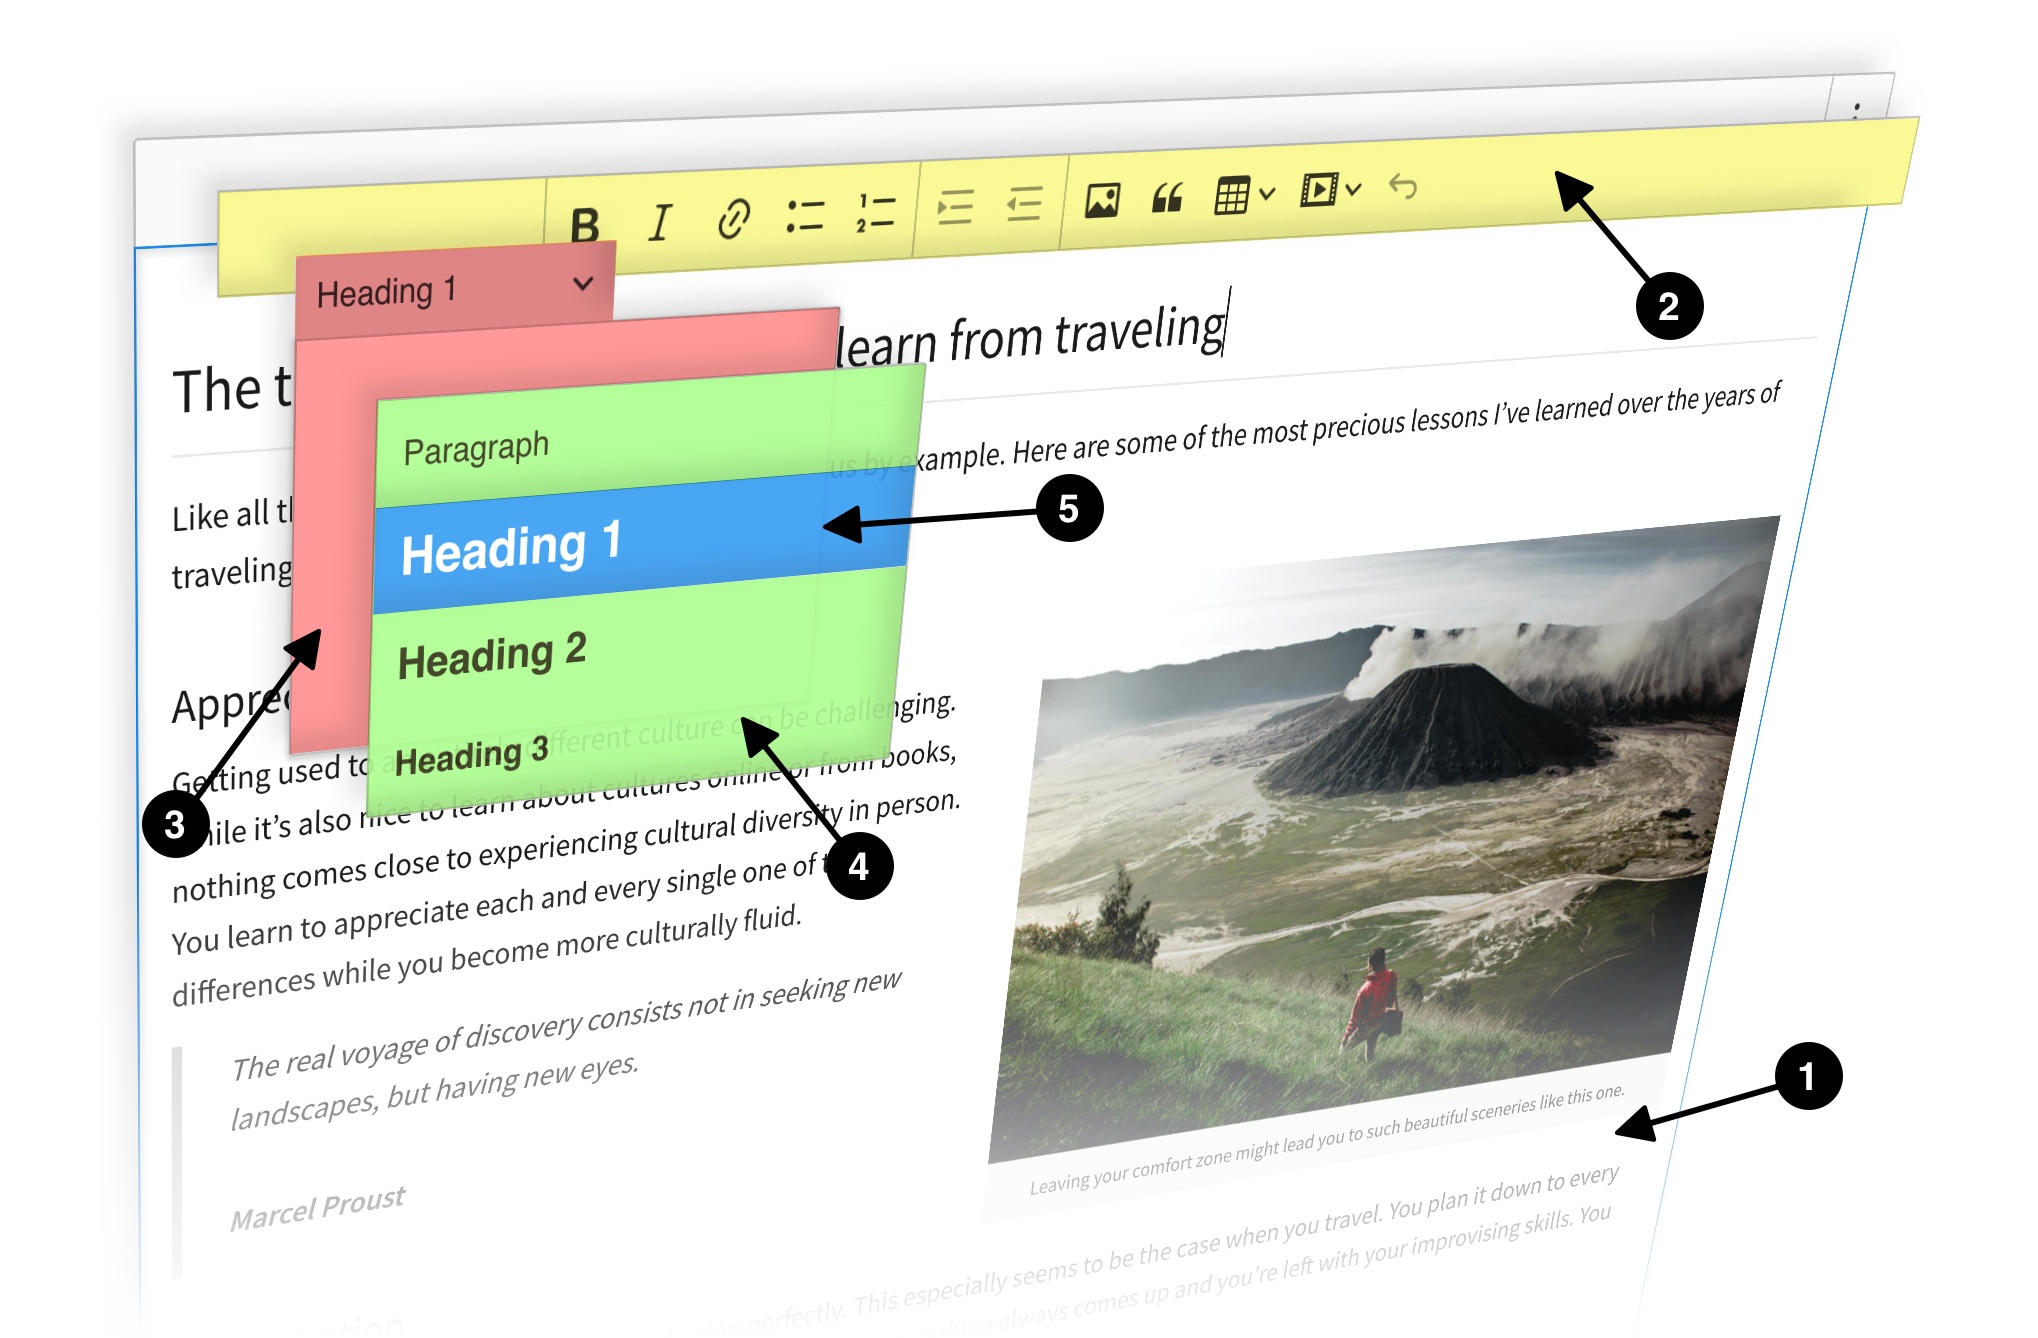 B I
1
2
Heading 1
2
The t
learn from traveling
Paragraph
us by example. Here are some of the most precious lessons I’ve learned over the years of
Like all th
Heading 1
5
traveling
Heading 2
Apprec
Heading 3
Getting used to a different culture can be challenging.
While it’s also nice to learn about cultures online or from books,
3
nothing comes close to experiencing cultural diversity in person.
You learn to appreciate each and every single one of
4
differences while you become more culturally fluid.
The real voyage of discovery consists not in seeking new
landscapes, but having new eyes.
Marcel Proust
Leaving your comfort zone might lead you to such beautiful sceneries like this one.
1
plan perfectly. This especially seems to be the case when you travel. You plan it down to every
always comes up and you’re left with your improvising skills. You